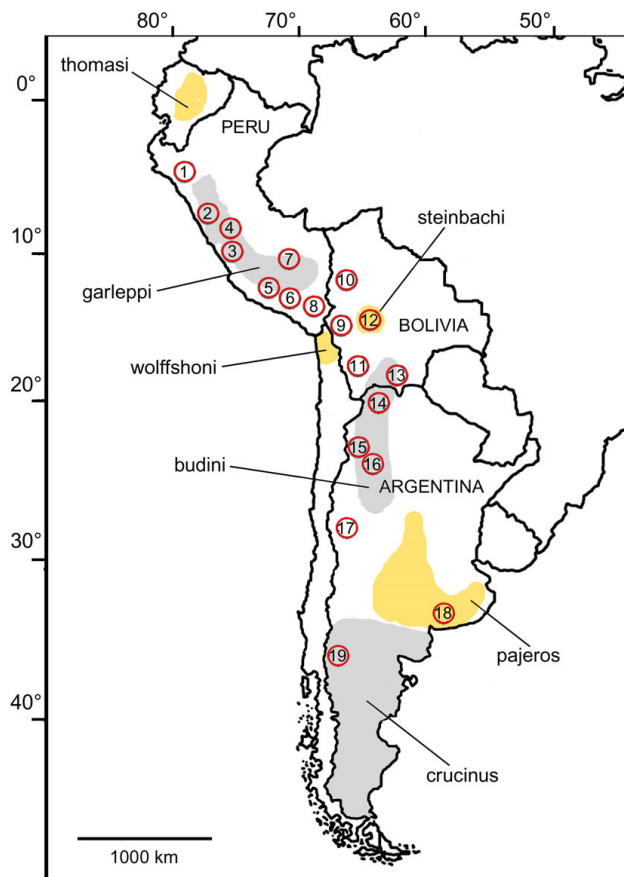 80° 70° 60° 50°
thomasi
0°
PERU
1
steinbachi
2
4
10°
3
7
10
garleppi
5
6
8
12
9
BOLIVIA
wolffshoni
11
13
20°
14
15
budini
16
ARGENTINA
17
30°
18
pajeros
19
40°
crucinus
1000 km